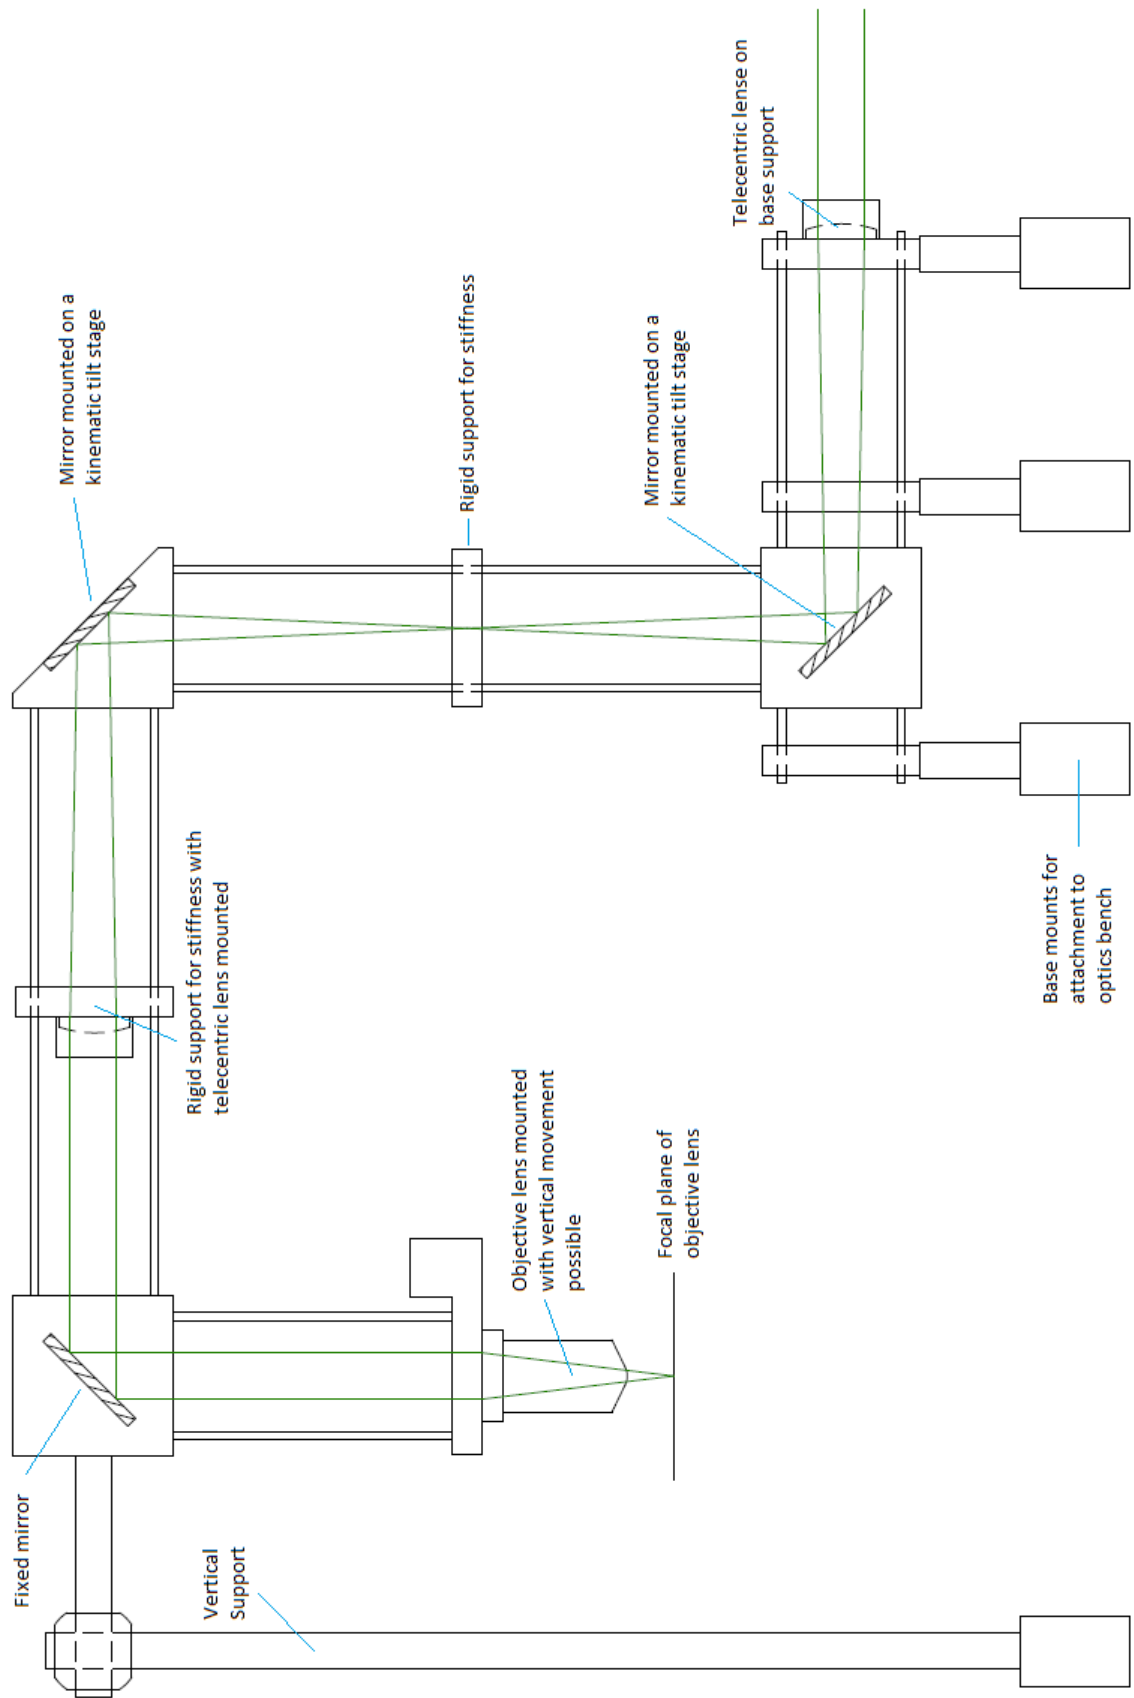 Telecentric lense on
base support
Mirror mounted on a
kinematic tilt stage
Rigid support for stiffness
Mirror mounted on a
kinematic tilt stage
Rigid support for stiffness with
telecentric lens mounted
Base mounts for
attachment to
optics bench
Objective lens mounted
with vertical movement
possible
Focal plane of
objective lens
Fixed mirror
Vertical
Support